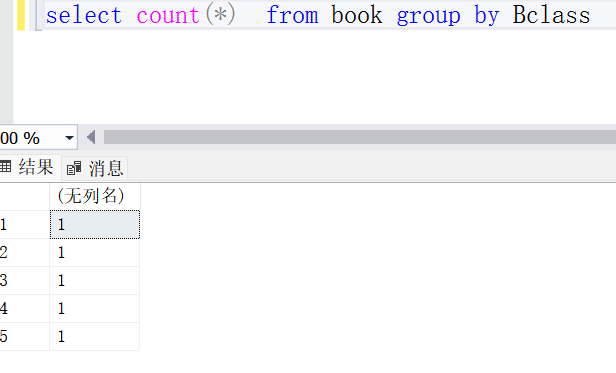 select count(*)  from book group by Bclass
00 %
结果 消息
(无列名)
1 1
2 1
3 1
4 1
5 1